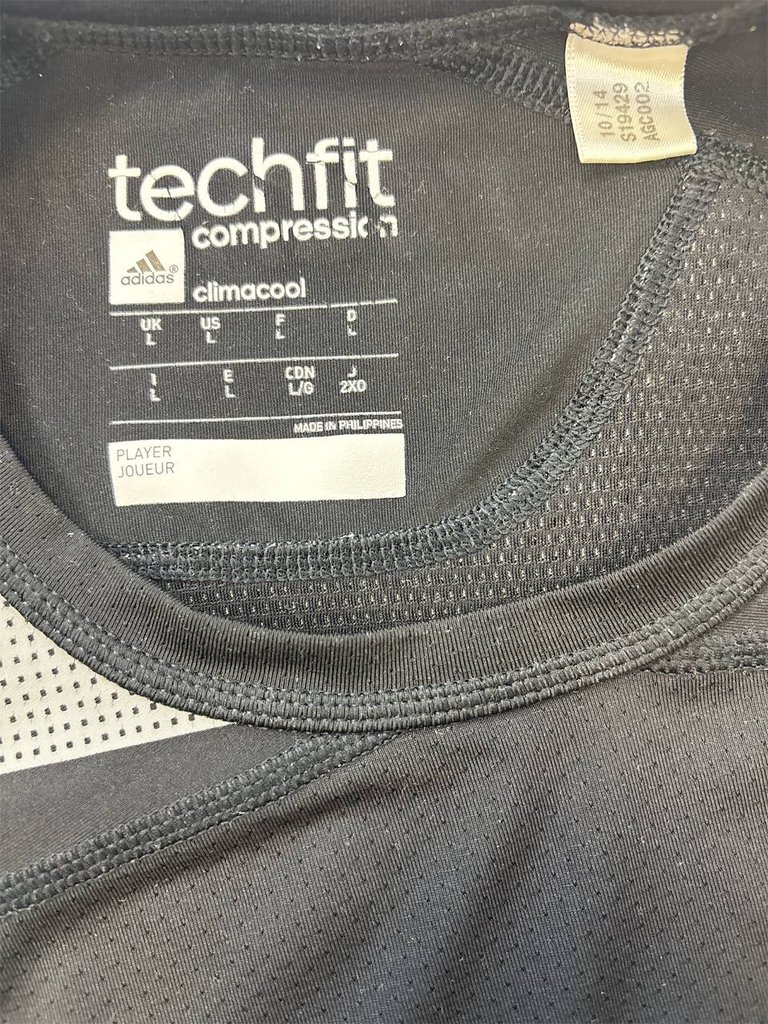 techfit
compression
adidas®
climacool
UK US F D
L L L L
I E CDN J
L L L/G 2XO
MADE IN PHILIPPINES
PLAYER
JOUEUR
10/14
S19429
AGC002